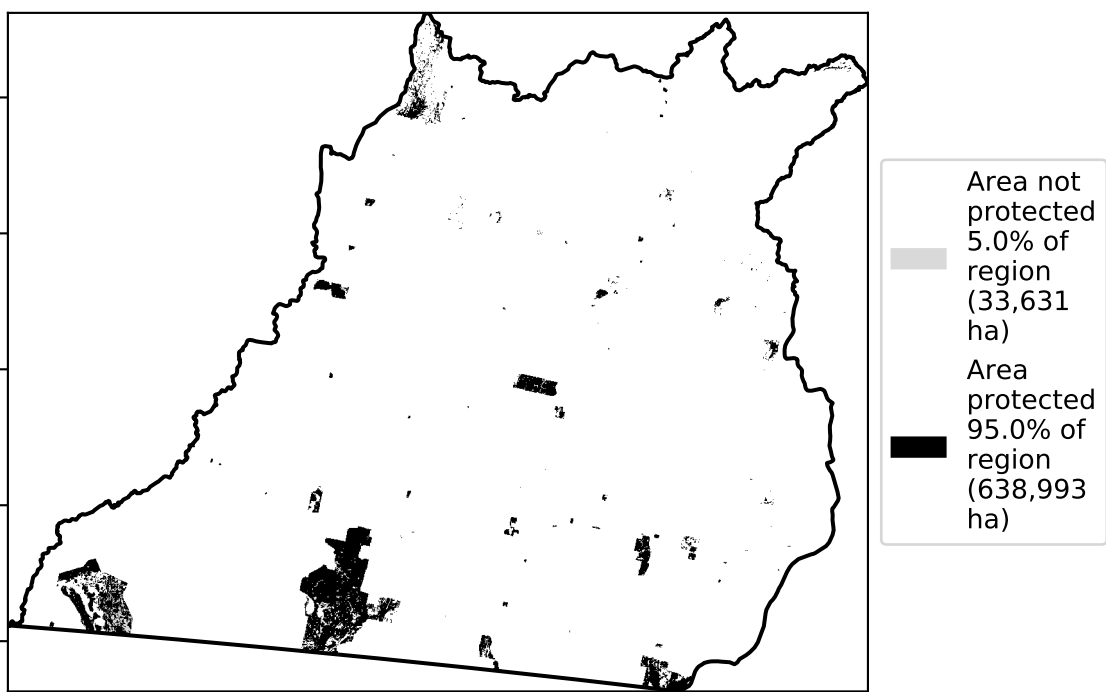 Area not
protected
5.0% of
region
(33,631
ha)
Area
protected
95.0% of
region
(638,993
ha)